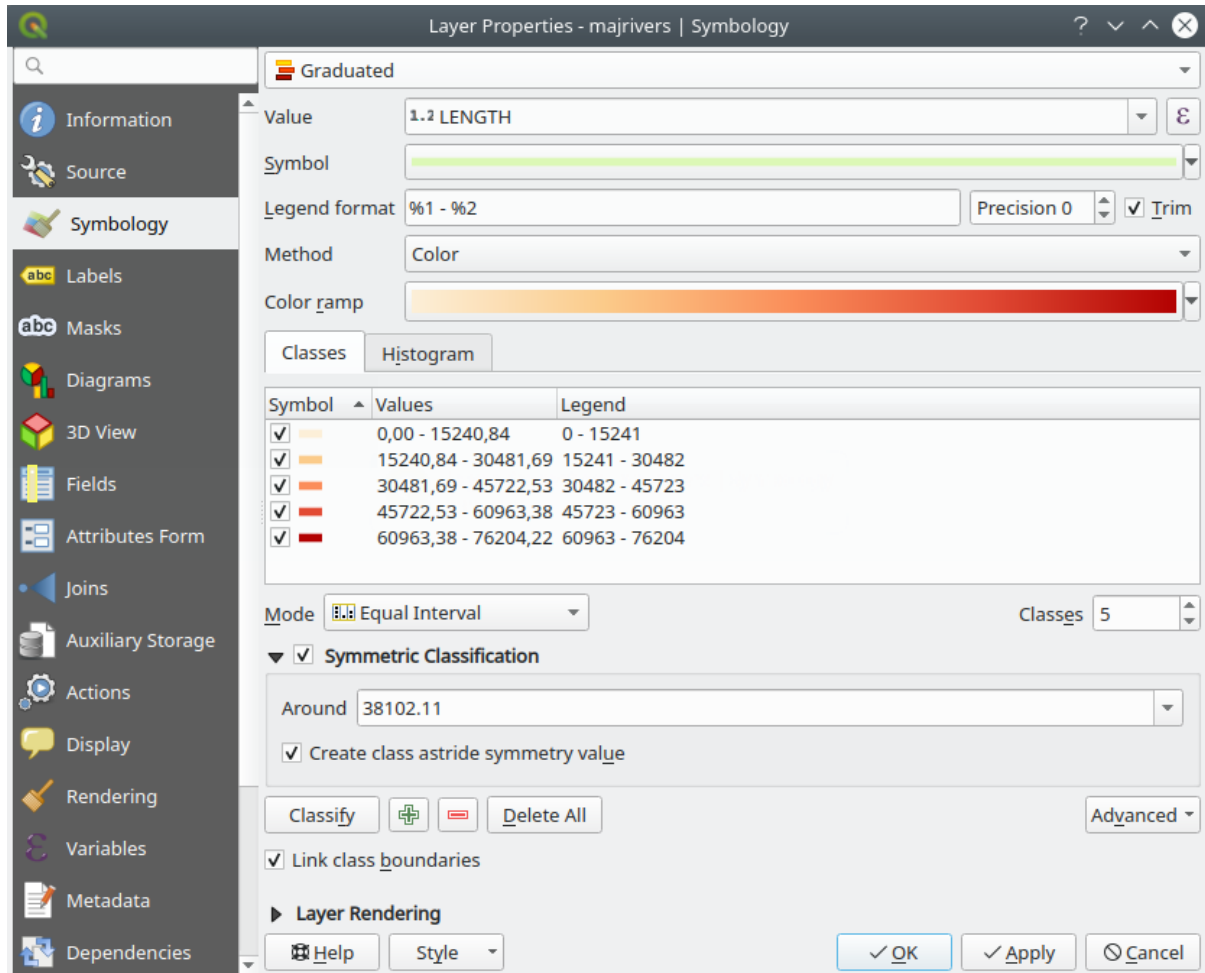 Layer Properties - majrivers | Symbology
Graduated
Information
Source
Symbology
Labels
Masks
Diagrams
3D View
Fields
Attributes Form
Joins
Auxiliary Storage
Actions
Display
Rendering
Variables
Metadata
Dependencies
Value 1.2 LENGTH ε
Symbol
Legend format %1 - %2 Precision 0 Trim
Method Color
Color ramp
Classes Histogram
Symbol Values Legend
0,00 - 15240,84 0 - 15241
15240,84 - 30481,69 15241 - 30482
30481,69 - 45722,53 30482 - 45723
45722,53 - 60963,38 45723 - 60963
60963,38 - 76204,22 60963 - 76204
Mode Equal Interval Classes 5
Symmetric Classification
Around 38102.11
Create class astride symmetry value
Classify Delete All Advanced
Link class boundaries
Layer Rendering
Help Style OK Apply Cancel